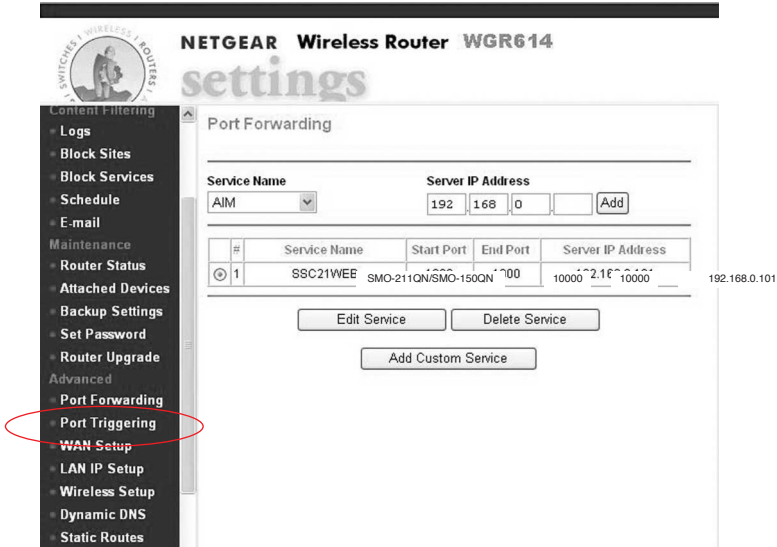 SWITCHES | WIRELESS | ROUTERS |
NETGEAR Wireless Router WGR614
settings
Content Filtering
Logs
Block Sites
Block Services
Schedule
E-mail
Maintenance
Router Status
Attached Devices
Backup Settings
Set Password
Router Upgrade
Advanced
Port Forwarding
Port Triggering
WAN Setup
LAN IP Setup
Wireless Setup
Dynamic DNS
Static Routes
Port Forwarding
Service Name Server IP Address
AIM 192 . 168 . 0 . Add
# Service Name Start Port End Port Server IP Address
1 SSC21WEB
SMO-211QN/SMO-150QN 10000 10000 192.168.0.101
Edit Service Delete Service
Add Custom Service